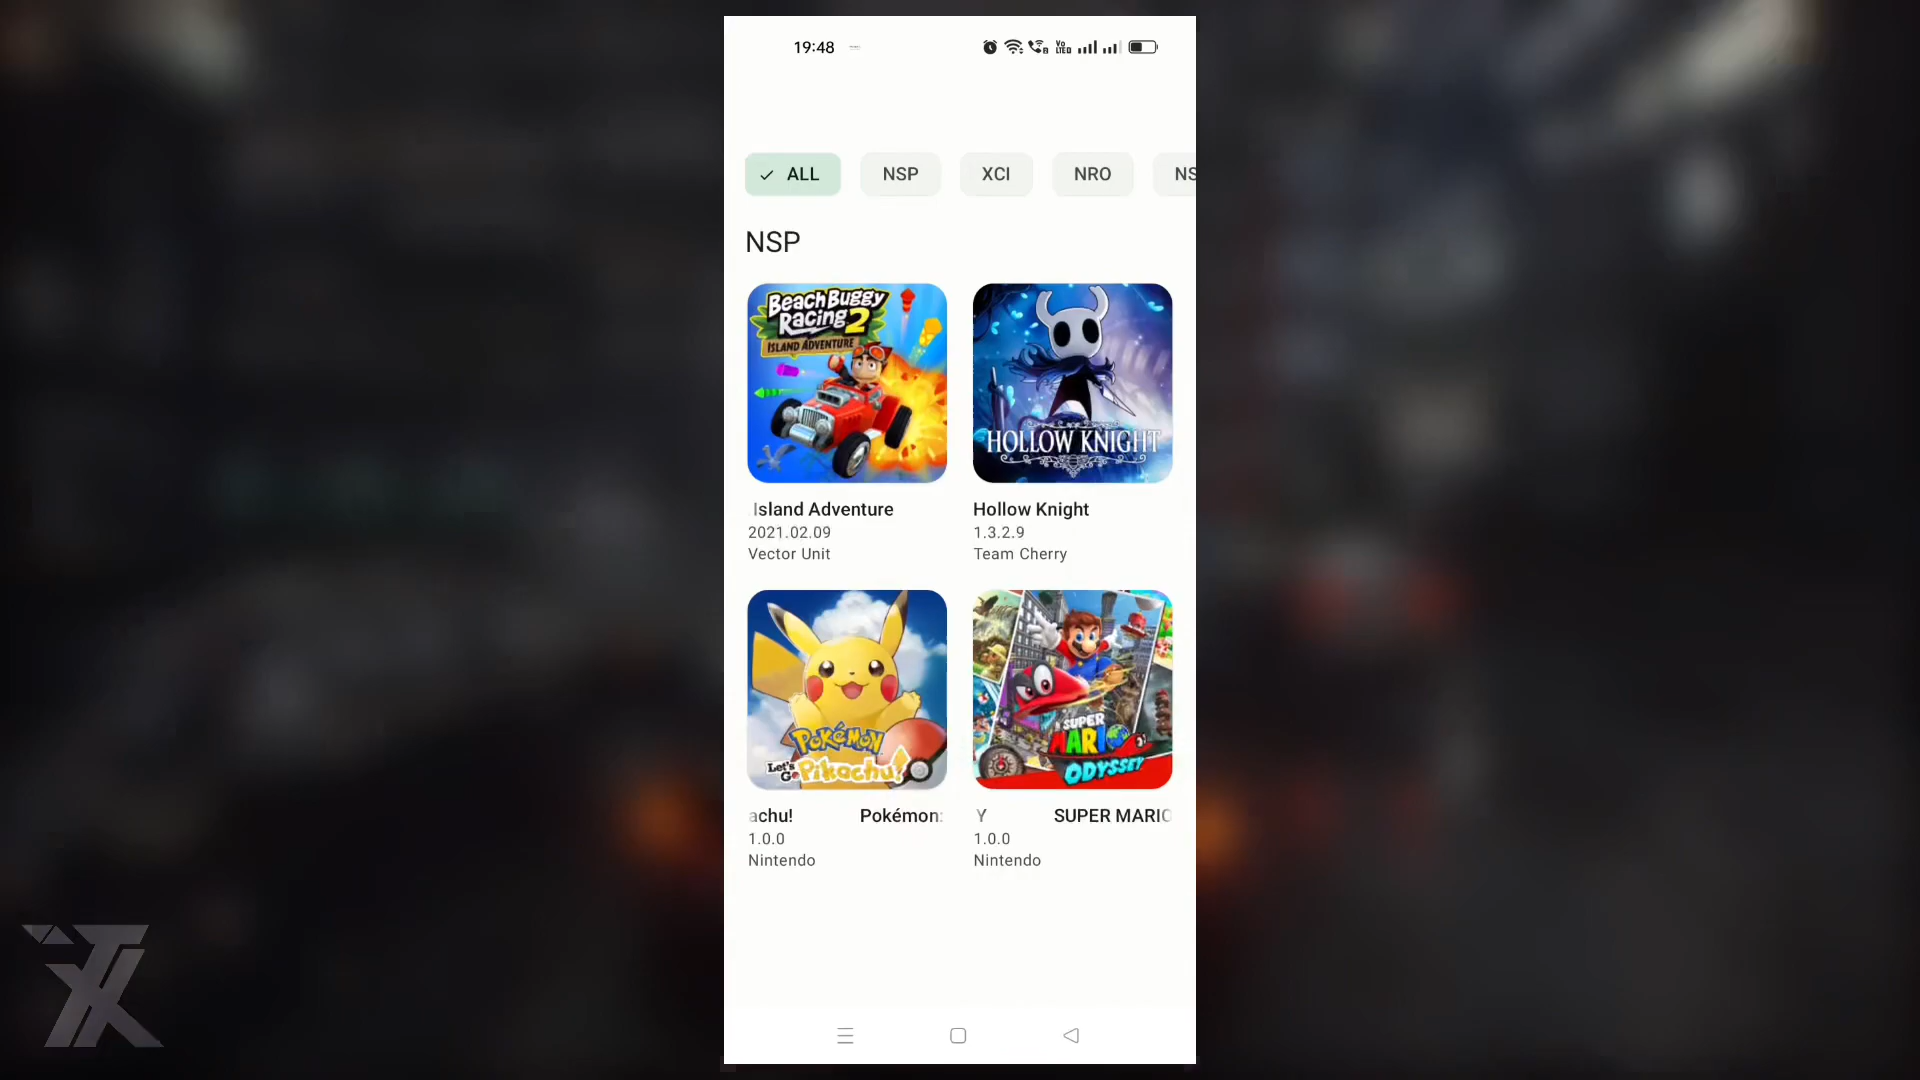 19:48
ALL
NSP
XCI
NRO
NS
NSP
Beach Buggy
Racing 2
ISLAND ADVENTURE
HOLLOW KNIGHT
Island Adventure
2021.02.09
Vector Unit
Hollow Knight
1.3.2.9
Team Cherry
POKéMON
Let's Go Pikachu!
SUPER
MARIO
ODYSSEY
achu! Pokémon:
1.0.0
Nintendo
Y SUPER MARIO
1.0.0
Nintendo